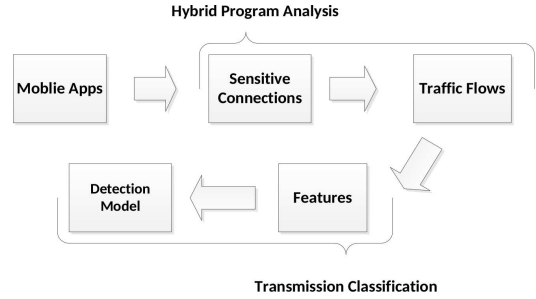 Hybrid Program Analysis
Moblie Apps
Sensitive
Connections
Traffic Flows
Features
Detection
Model
Transmission Classification